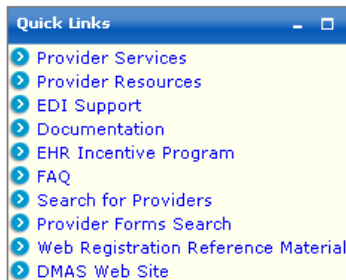 Quick Links
Provider Services
Provider Resources
EDI Support
Documentation
EHR Incentive Program
FAQ
Search for Providers
Provider Forms Search
Web Registration Reference Material
DMAS Web Site